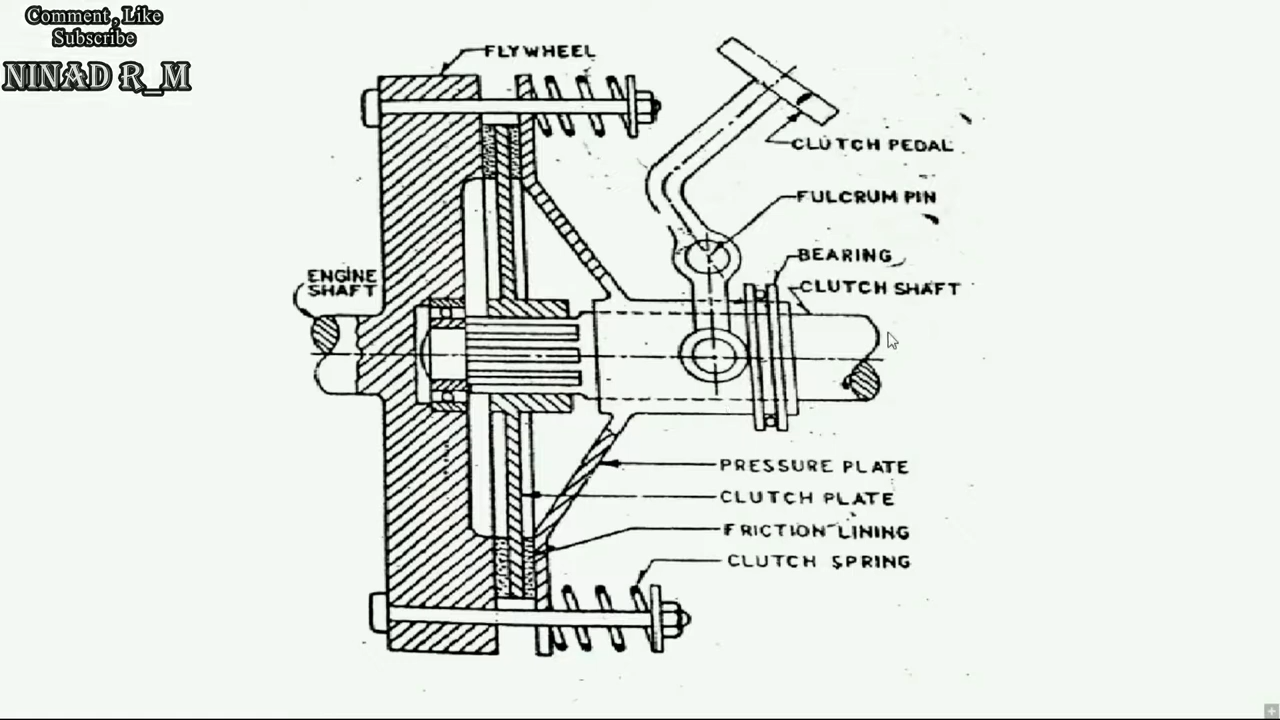 Comment , Like
Subscribe
NINAD R_M
FLYWHEEL
CLUTCH PEDAL
FULCRUM PIN
BEARING
CLUTCH SHAFT
ENGINE
SHAFT
PRESSURE PLATE
CLUTCH PLATE
FRICTION LINING
CLUTCH SPRING